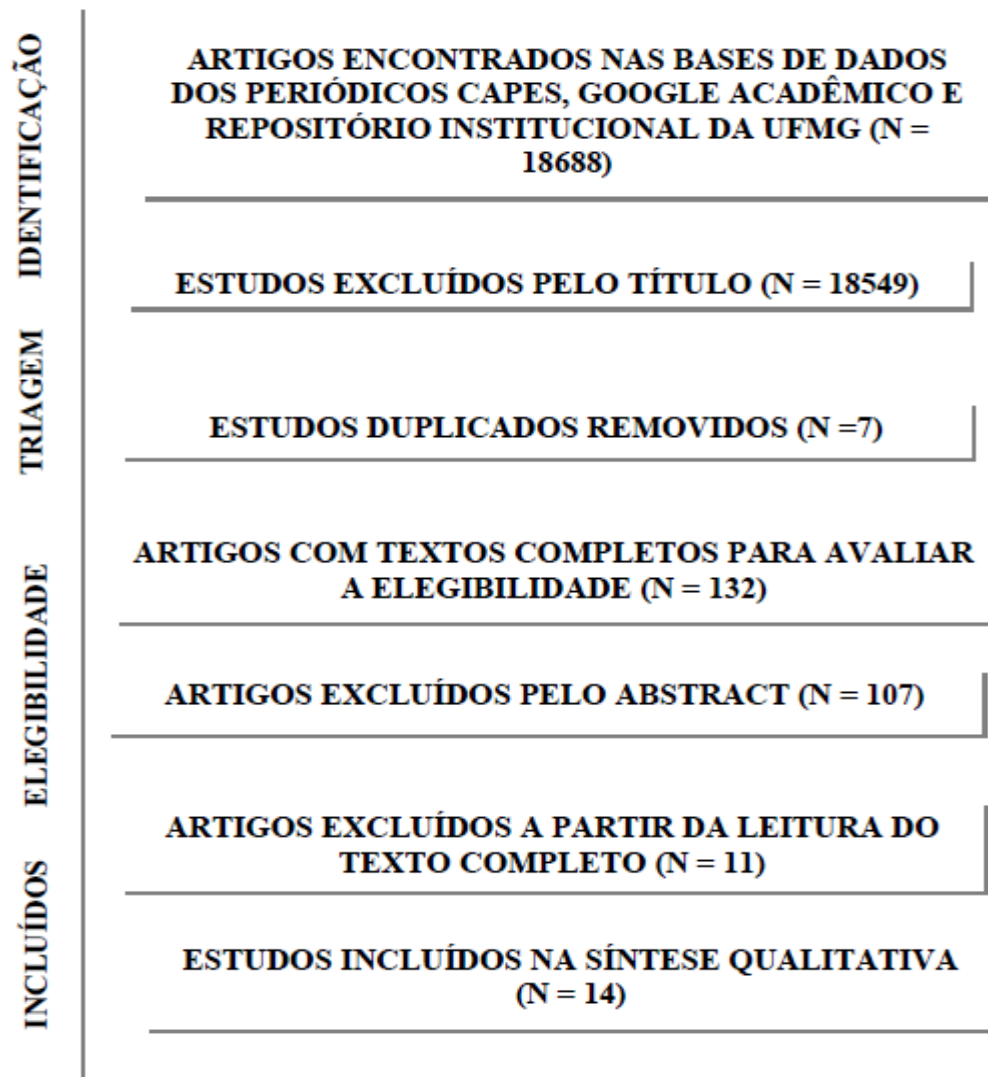 IDENTIFICAÇÃO
ARTIGOS ENCONTRADOS NAS BASES DE DADOS
DOS PERIÓDICOS CAPES, GOOGLE ACADÊMICO E
REPOSITÓRIO INSTITUCIONAL DA UFMG (N =
18688)
ESTUDOS EXCLUÍDOS PELO TÍTULO (N = 18549)
TRIAGEM
ESTUDOS DUPLICADOS REMOVIDOS (N =7)
ELEGIBILIDADE
ARTIGOS COM TEXTOS COMPLETOS PARA AVALIAR
A ELEGIBILIDADE (N = 132)
ARTIGOS EXCLUÍDOS PELO ABSTRACT (N = 107)
INCLUÍDOS
ARTIGOS EXCLUÍDOS A PARTIR DA LEITURA DO
TEXTO COMPLETO (N = 11)
ESTUDOS INCLUÍDOS NA SÍNTESE QUALITATIVA
(N = 14)